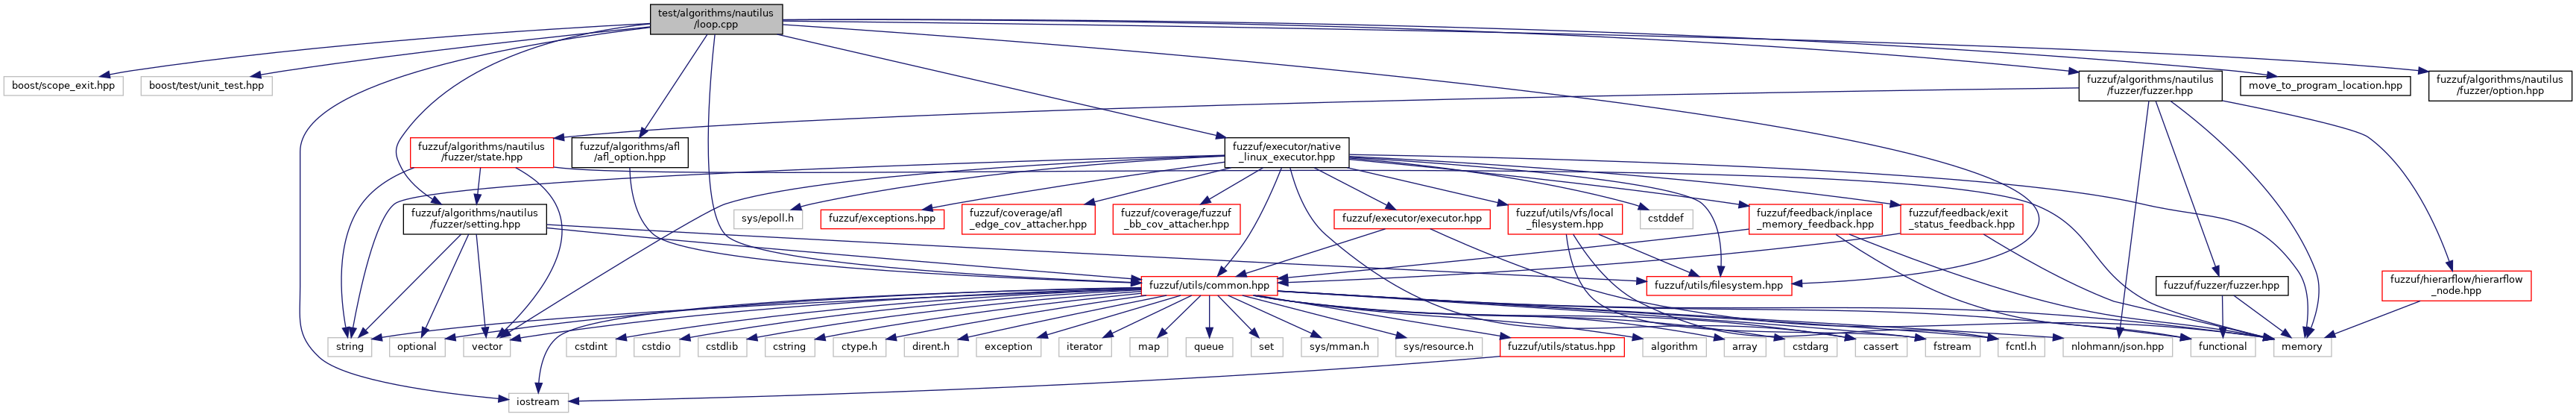 test/algorithms/nautilus
/loop.cpp
boost/scope_exit.hpp
boost/test/unit_test.hpp
fuzzuf/algorithms/nautilus
/fuzzer/fuzzer.hpp
move_to_program_location.hpp
fuzzuf/algorithms/nautilus
/fuzzer/option.hpp
fuzzuf/algorithms/nautilus
/fuzzer/state.hpp
fuzzuf/algorithms/afl
/afl_option.hpp
fuzzuf/executor/native
_linux_executor.hpp
fuzzuf/algorithms/nautilus
/fuzzer/setting.hpp
sys/epoll.h
fuzzuf/exceptions.hpp
fuzzuf/coverage/afl
_edge_cov_attacher.hpp
fuzzuf/coverage/fuzzuf
_bb_cov_attacher.hpp
fuzzuf/executor/executor.hpp
fuzzuf/utils/vfs/local
_filesystem.hpp
cstddef
fuzzuf/feedback/inplace
_memory_feedback.hpp
fuzzuf/feedback/exit
_status_feedback.hpp
fuzzuf/utils/common.hpp
fuzzuf/utils/filesystem.hpp
fuzzuf/fuzzer/fuzzer.hpp
fuzzuf/hierarflow/hierarflow
_node.hpp
string
optional
vector
cstdint
cstdio
cstdlib
cstring
ctype.h
dirent.h
exception
iterator
map
queue
set
sys/mman.h
sys/resource.h
fuzzuf/utils/status.hpp
algorithm
array
cstdarg
cassert
fstream
fcntl.h
nlohmann/json.hpp
functional
memory
iostream